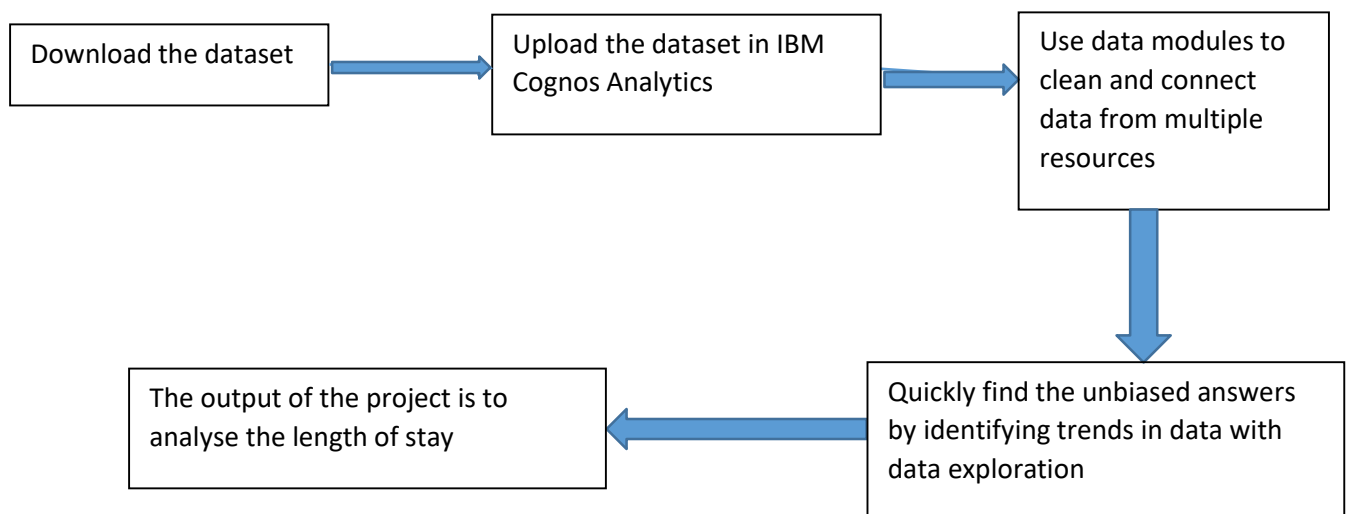 Download the dataset
Upload the dataset in IBM
Cognos Analytics
Use data modules to
clean and connect
data from multiple
resources
Quickly find the unbiased answers
by identifying trends in data with
data exploration
The output of the project is to
analyse the length of stay